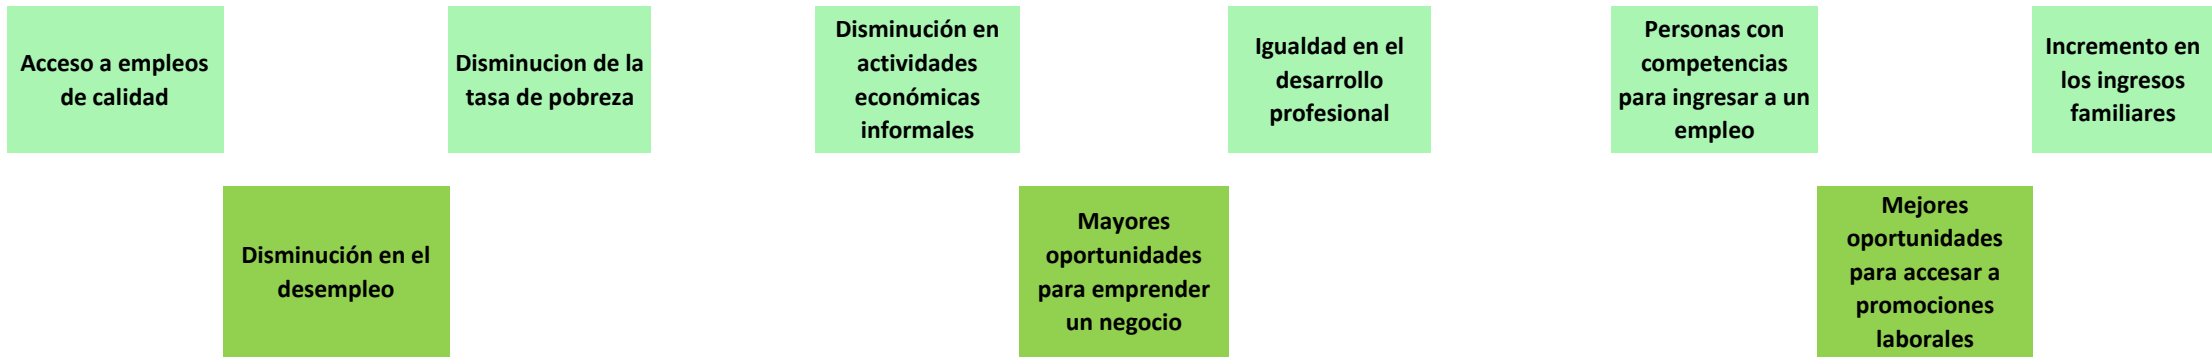 Acceso a empleos
de calidad
Disminucion de la
tasa de pobreza
Disminución en
actividades
económicas
informales
Igualdad en el
desarrollo
profesional
Personas con
competencias
para ingresar a un
empleo
Incremento en
los ingresos
familiares
Disminución en el
desempleo
Mayores
oportunidades
para emprender
un negocio
Mejores
oportunidades
para accesar a
promociones
laborales